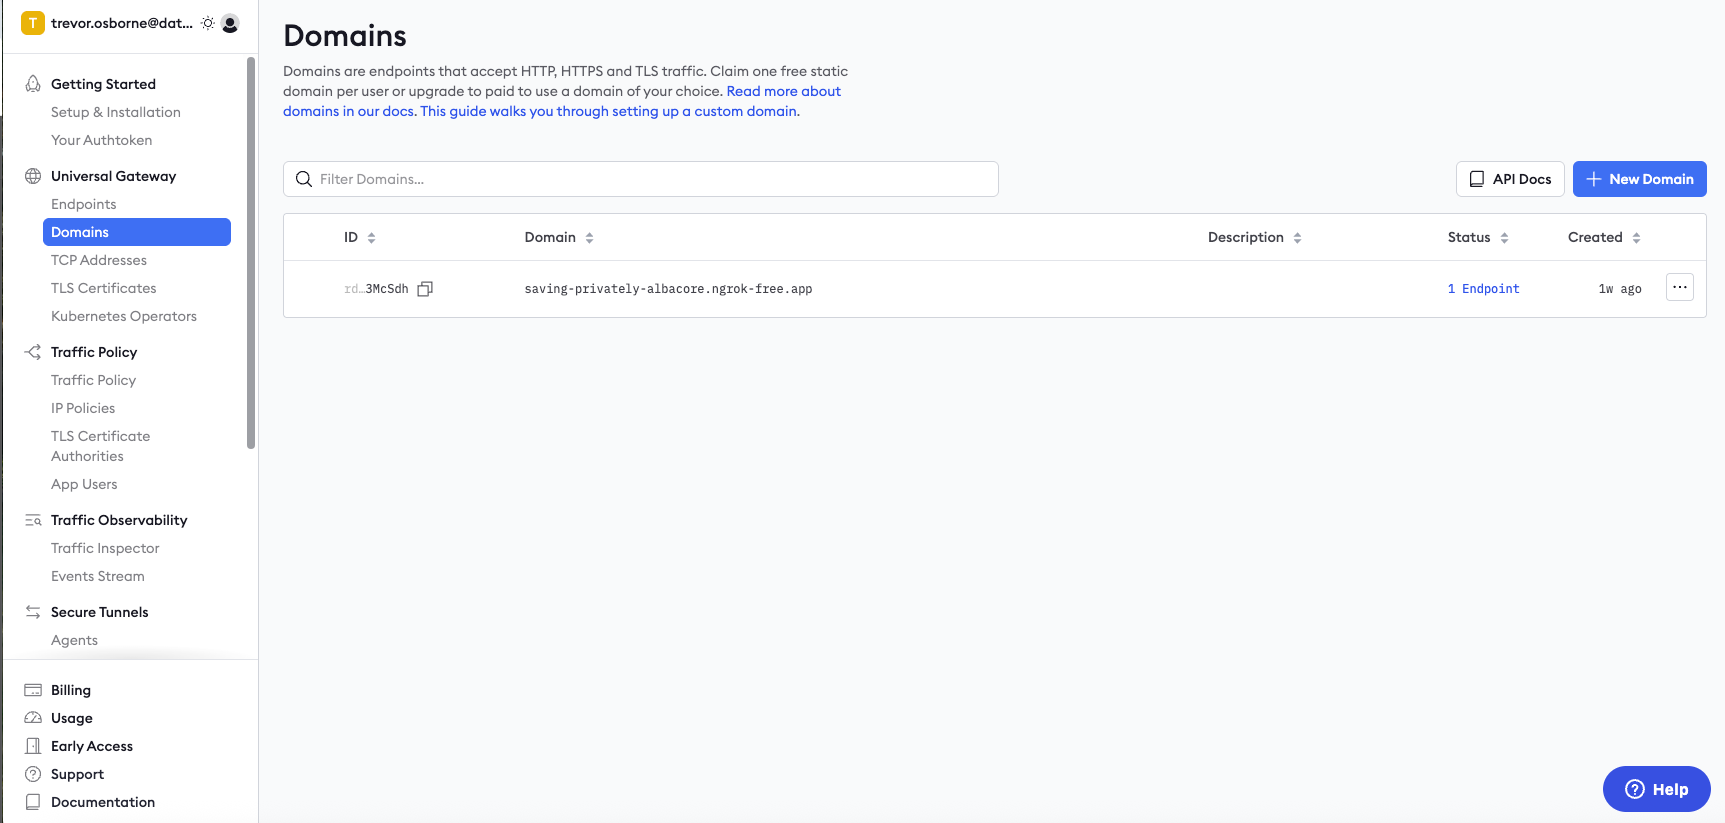 T trevor.osborne@dat...
Getting Started
Setup & Installation
Your Authtoken
Universal Gateway
Endpoints
Domains
TCP Addresses
TLS Certificates
Kubernetes Operators
Traffic Policy
Traffic Policy
IP Policies
TLS Certificate
Authorities
App Users
Traffic Observability
Traffic Inspector
Events Stream
Secure Tunnels
Agents
Billing
Usage
Early Access
Support
Documentation
Domains
Domains are endpoints that accept HTTP, HTTPS and TLS traffic. Claim one free static
domain per user or upgrade to paid to use a domain of your choice. Read more about
domains in our docs. This guide walks you through setting up a custom domain.
Filter Domains...
API Docs
New Domain
ID Domain Description Status Created
rd…3McSdh saving-privately-albacore.ngrok-free.app 1 Endpoint 1w ago
Help